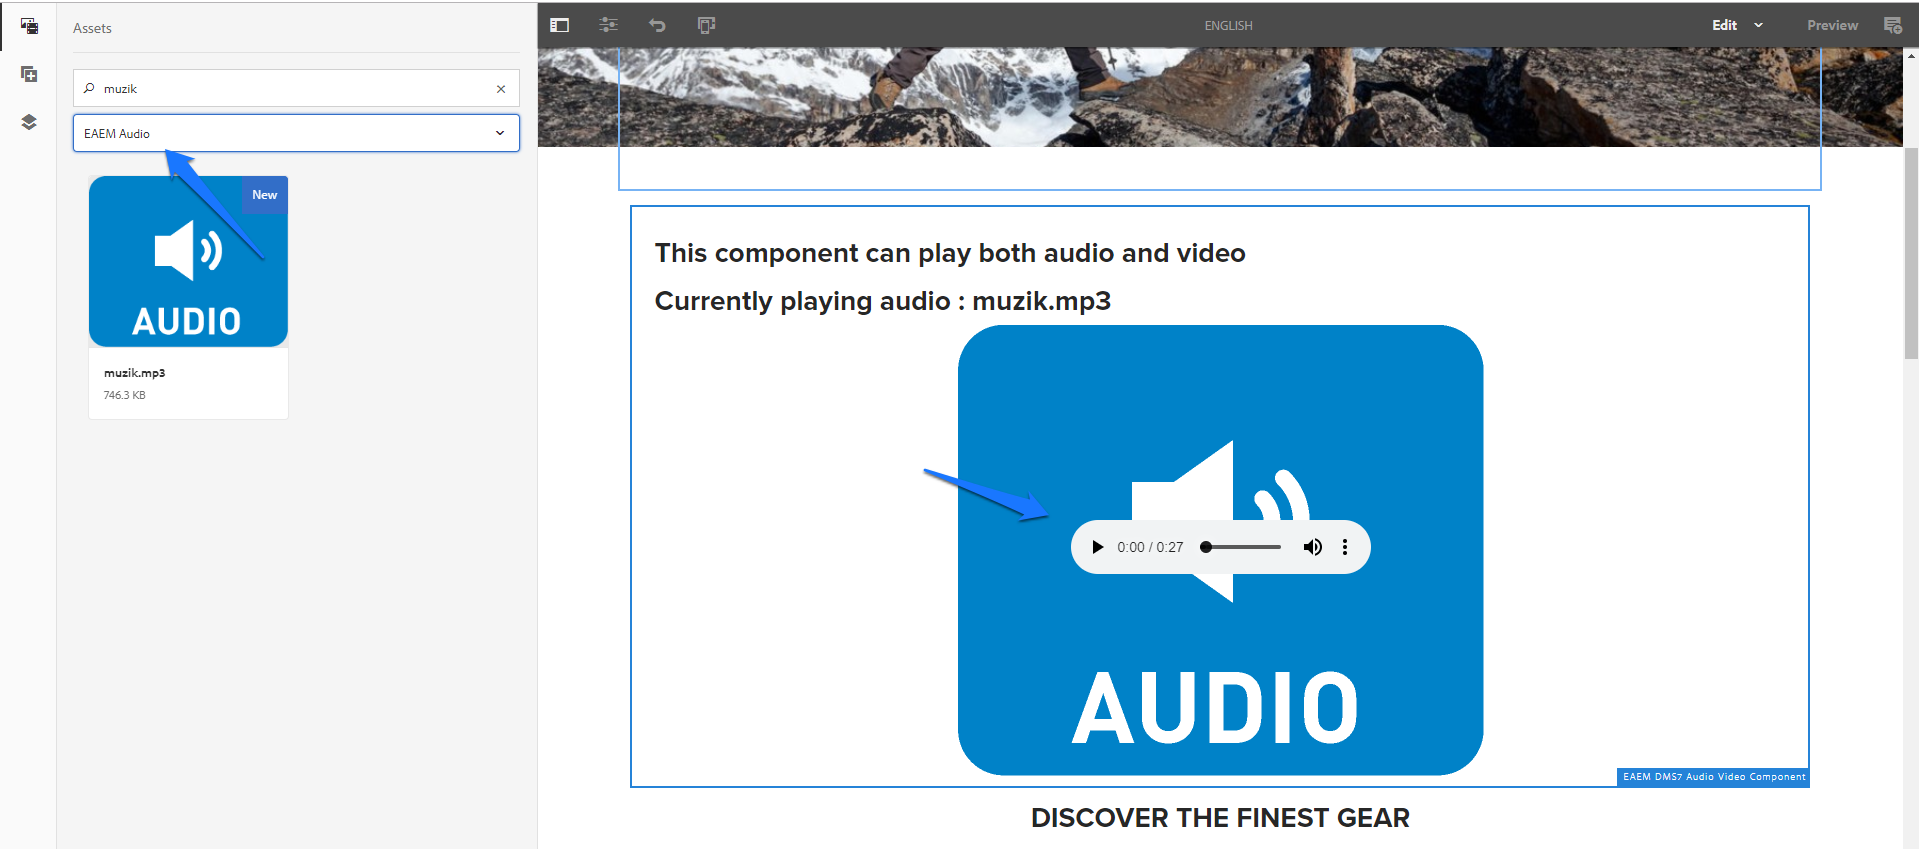 Assets
muzik
EAEM Audio
New
AUDIO
muzik.mp3
746.3 KB
ENGLISH
Edit
Preview
This component can play both audio and video
Currently playing audio : muzik.mp3
0:00 / 0:27
AUDIO
EAEM DMS7 Audio Video Component
DISCOVER THE FINEST GEAR